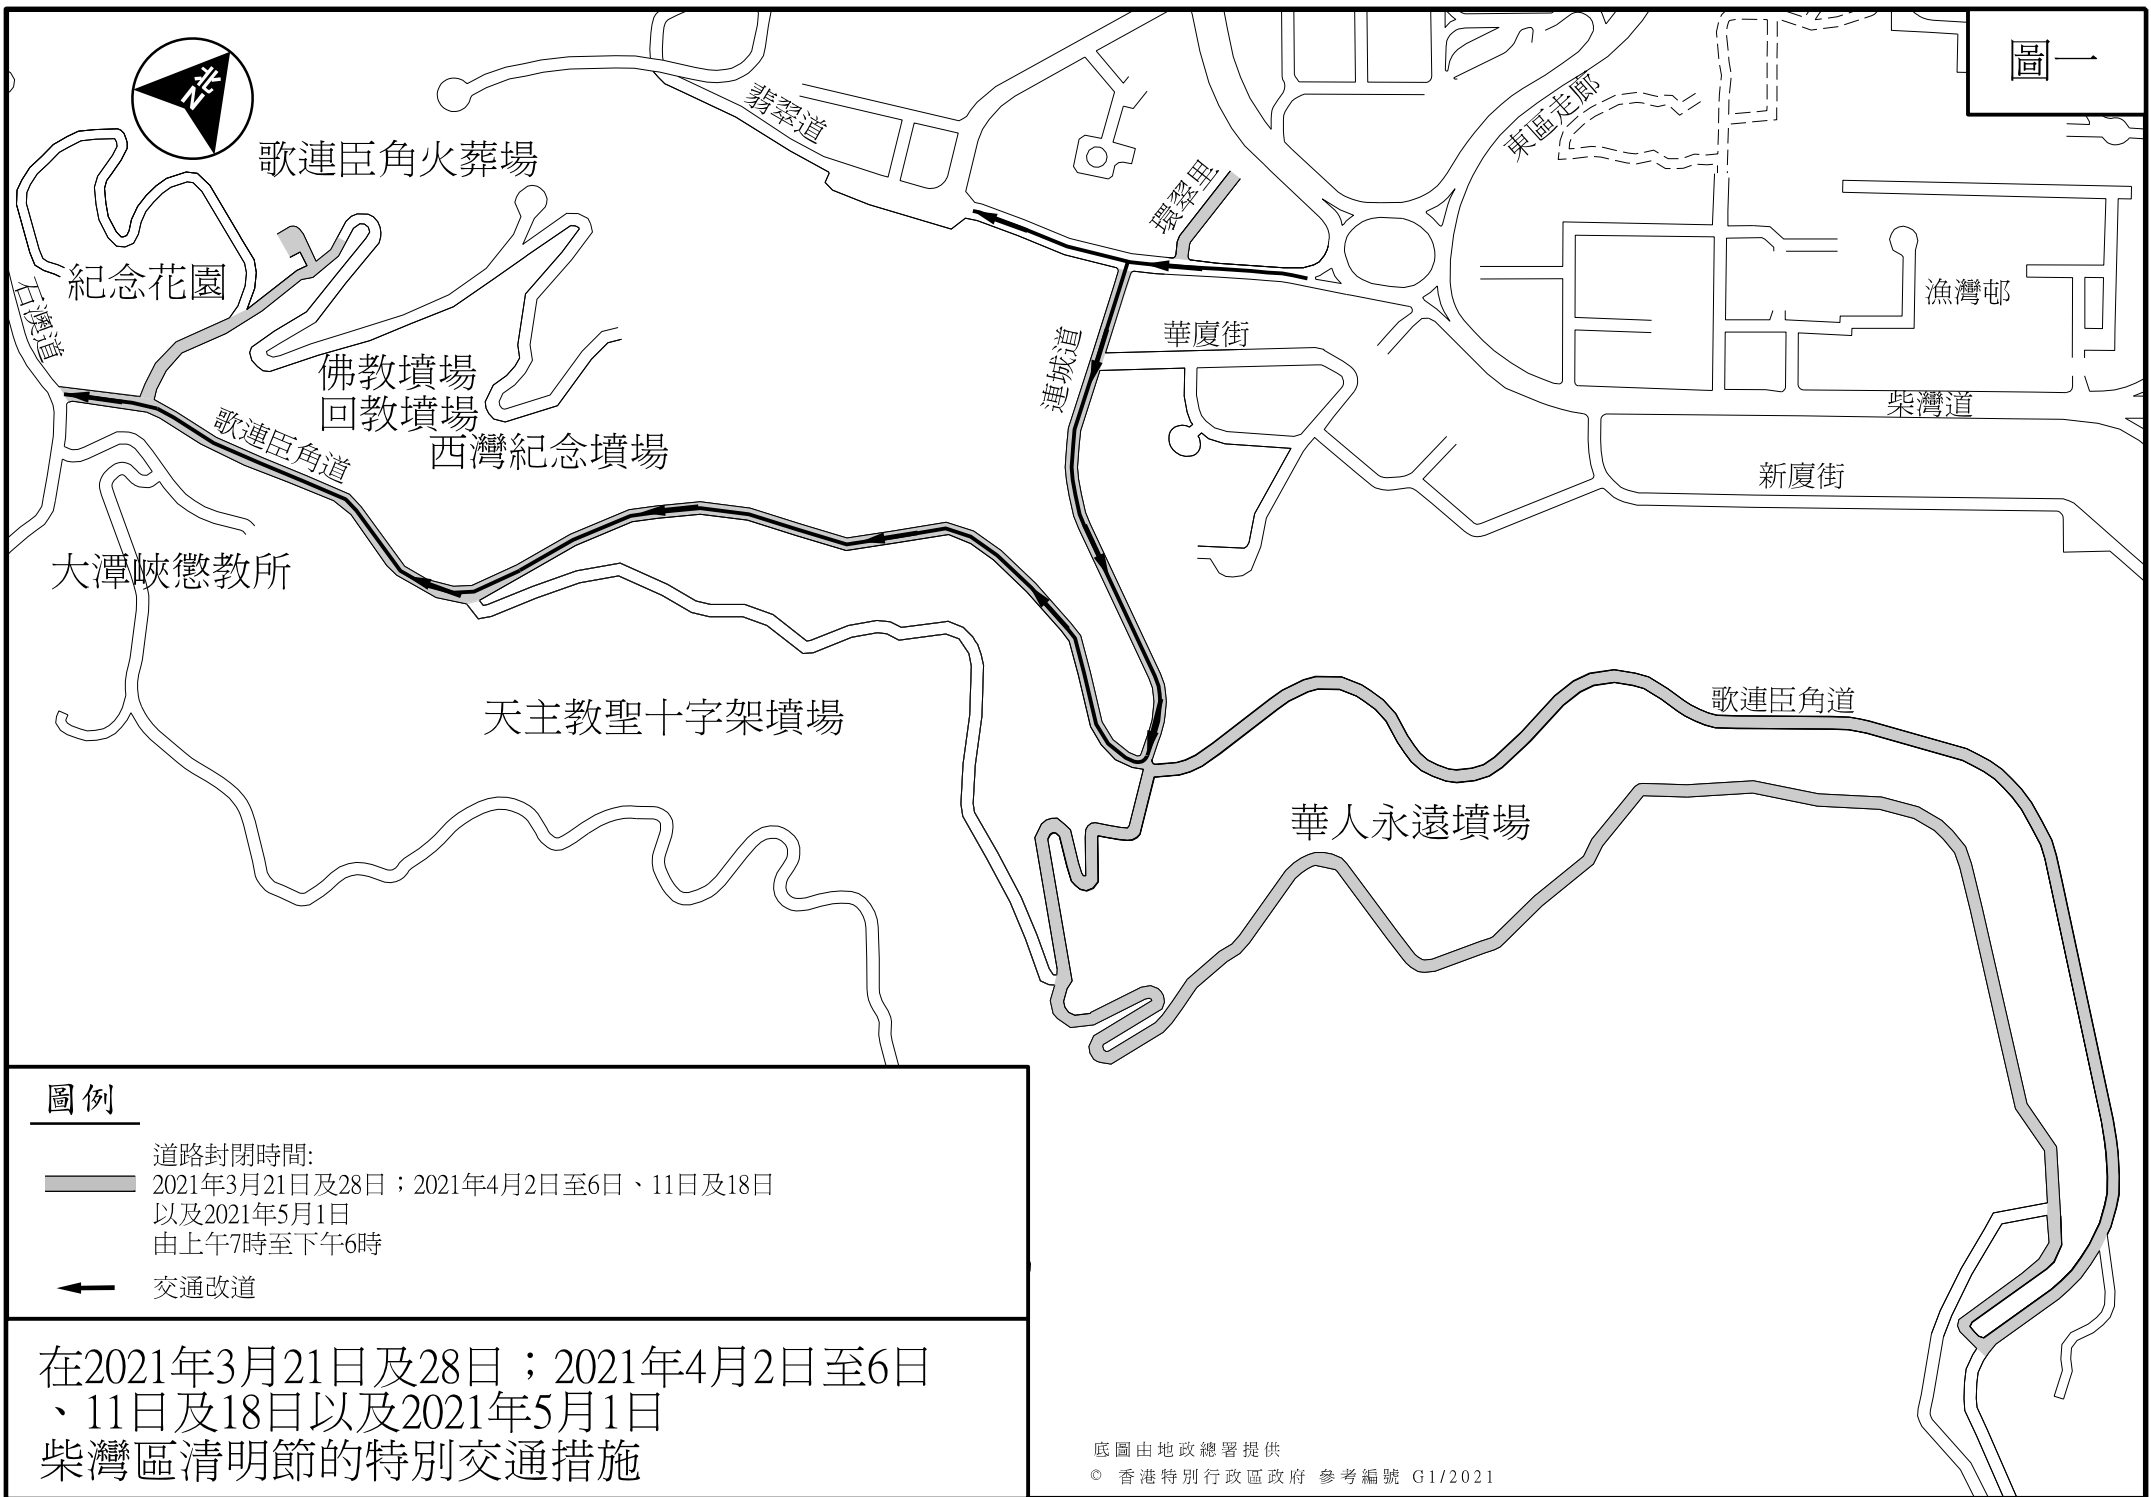 圖一
北
N
歌連臣角火葬場
翡翠道
東區走廊
環翠里
紀念花園
石澳道
漁灣邨
連城道
華廈街
佛教墳場
回教墳場
西灣紀念墳場
柴灣道
歌連臣角道
新廈街
大潭峽懲教所
天主教聖十字架墳場
歌連臣角道
華人永遠墳場
圖例
道路封閉時間:
2021年3月21日及28日；2021年4月2日至6日、11日及18日
以及2021年5月1日
由上午7時至下午6時
交通改道
在2021年3月21日及28日；2021年4月2日至6日
、11日及18日以及2021年5月1日
柴灣區清明節的特別交通措施
底圖由地政總署提供
© 香港特別行政區政府 參考編號 G1/2021